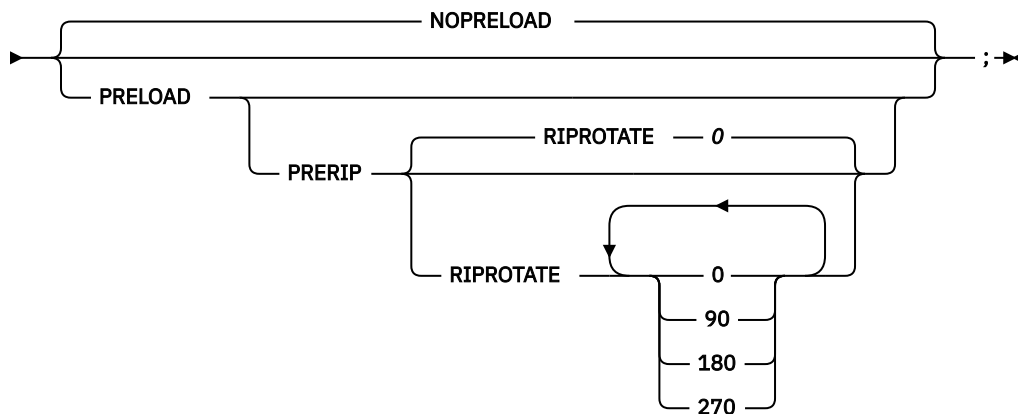 NOPRELOAD
;
PRELOAD
RIPROTATE 0
PRERIP
RIPROTATE 0
90
180
270